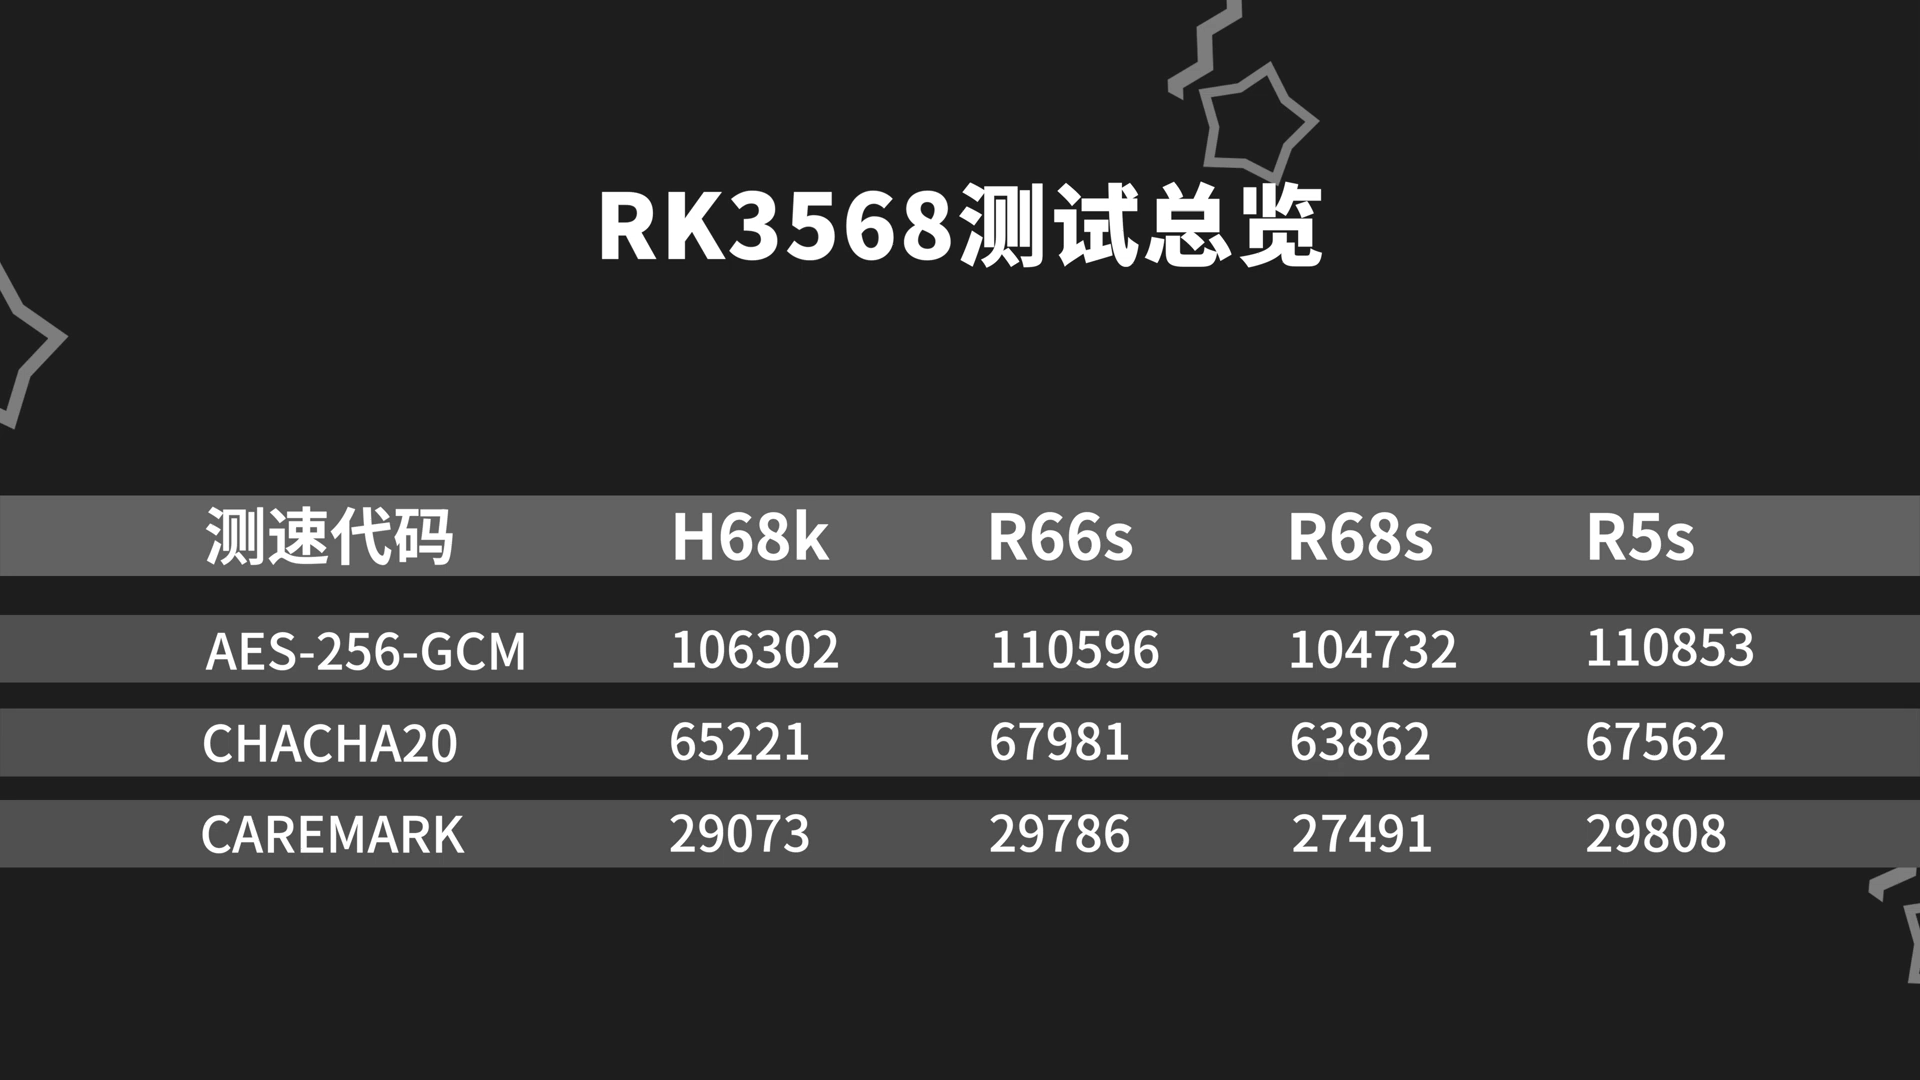 RK3568测试总览
测速代码 H68k R66s R68s R5s
AES-256-GCM 106302 110596 104732 110853
CHACHA20 65221 67981 63862 67562
CAREMARK 29073 29786 27491 29808